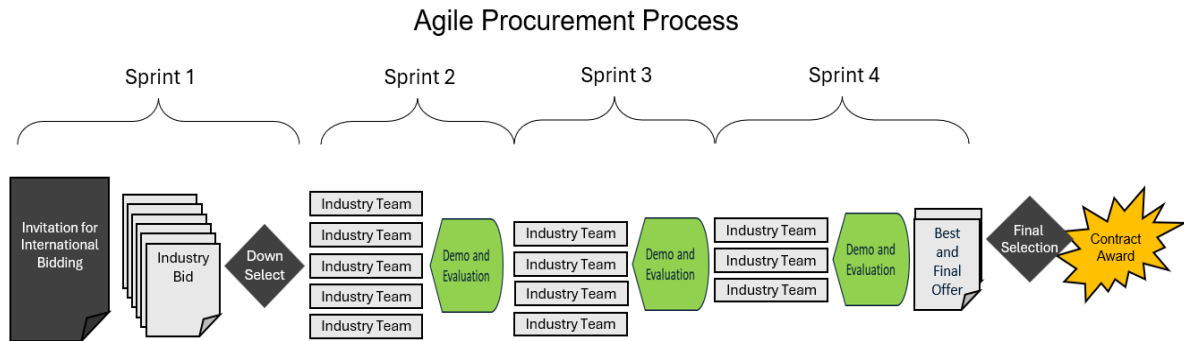 Agile Procurement Process
Sprint 1
Sprint 2
Sprint 3
Sprint 4
Invitation for
International
Bidding
Industry
Bid
Down
Select
Industry Team
Industry Team
Industry Team
Industry Team
Industry Team
Demo and
Evaluation
Industry Team
Industry Team
Industry Team
Industry Team
Demo and
Evaluation
Industry Team
Industry Team
Industry Team
Demo and
Evaluation
Best
and
Final
Offer
Final
Selection
Contract
Award